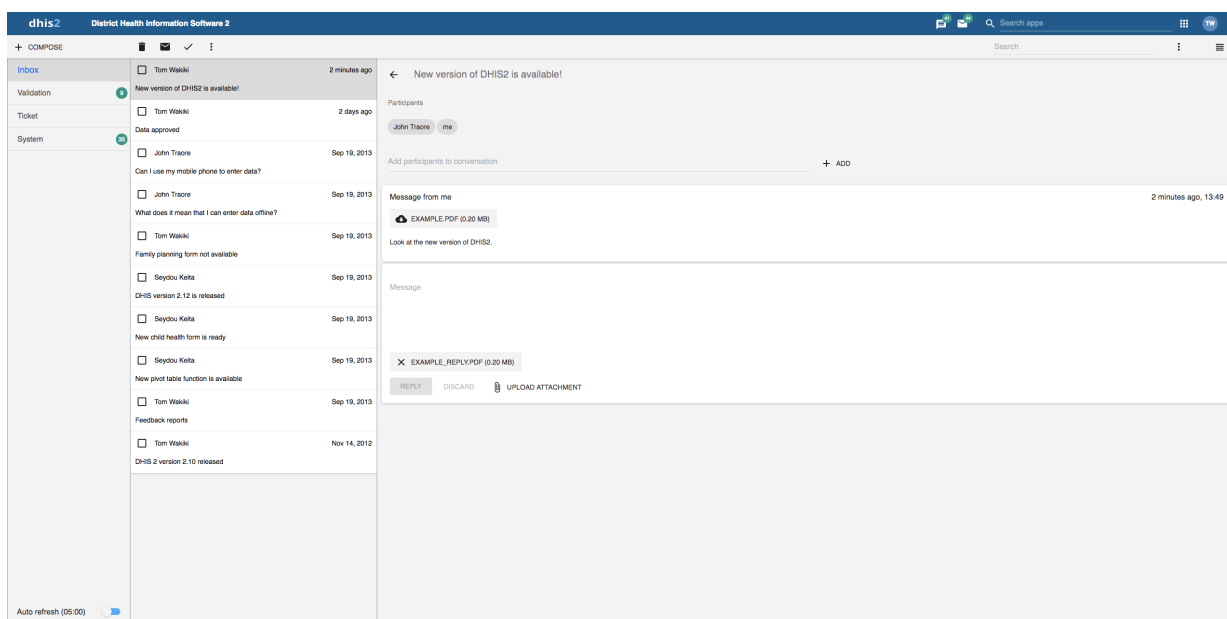 dhis2 District Health Information Software 2 41 44 Search apps TW
+ COMPOSE Search
Inbox
Validation 9
Ticket
System 35
Auto refresh (05:00)
Tom Wakiki 2 minutes ago
New version of DHIS2 is available!
Tom Wakiki 2 days ago
Data approved
John Traore Sep 19, 2013
Can I use my mobile phone to enter data?
John Traore Sep 19, 2013
What does it mean that I can enter data offline?
Tom Wakiki Sep 19, 2013
Family planning form not available
Seydou Keita Sep 19, 2013
DHIS version 2.12 is released
Seydou Keita Sep 19, 2013
New child health form is ready
Seydou Keita Sep 19, 2013
New pivot table function is available
Tom Wakiki Sep 19, 2013
Feedback reports
Tom Wakiki Nov 14, 2012
DHIS 2 version 2.10 released
New version of DHIS2 is available!
Participants
John Traore me
Add participants to conversation + ADD
Message from me 2 minutes ago, 13:49
EXAMPLE.PDF (0.20 MB)
Look at the new version of DHIS2.
Message
EXAMPLE_REPLY.PDF (0.20 MB)
REPLY DISCARD UPLOAD ATTACHMENT